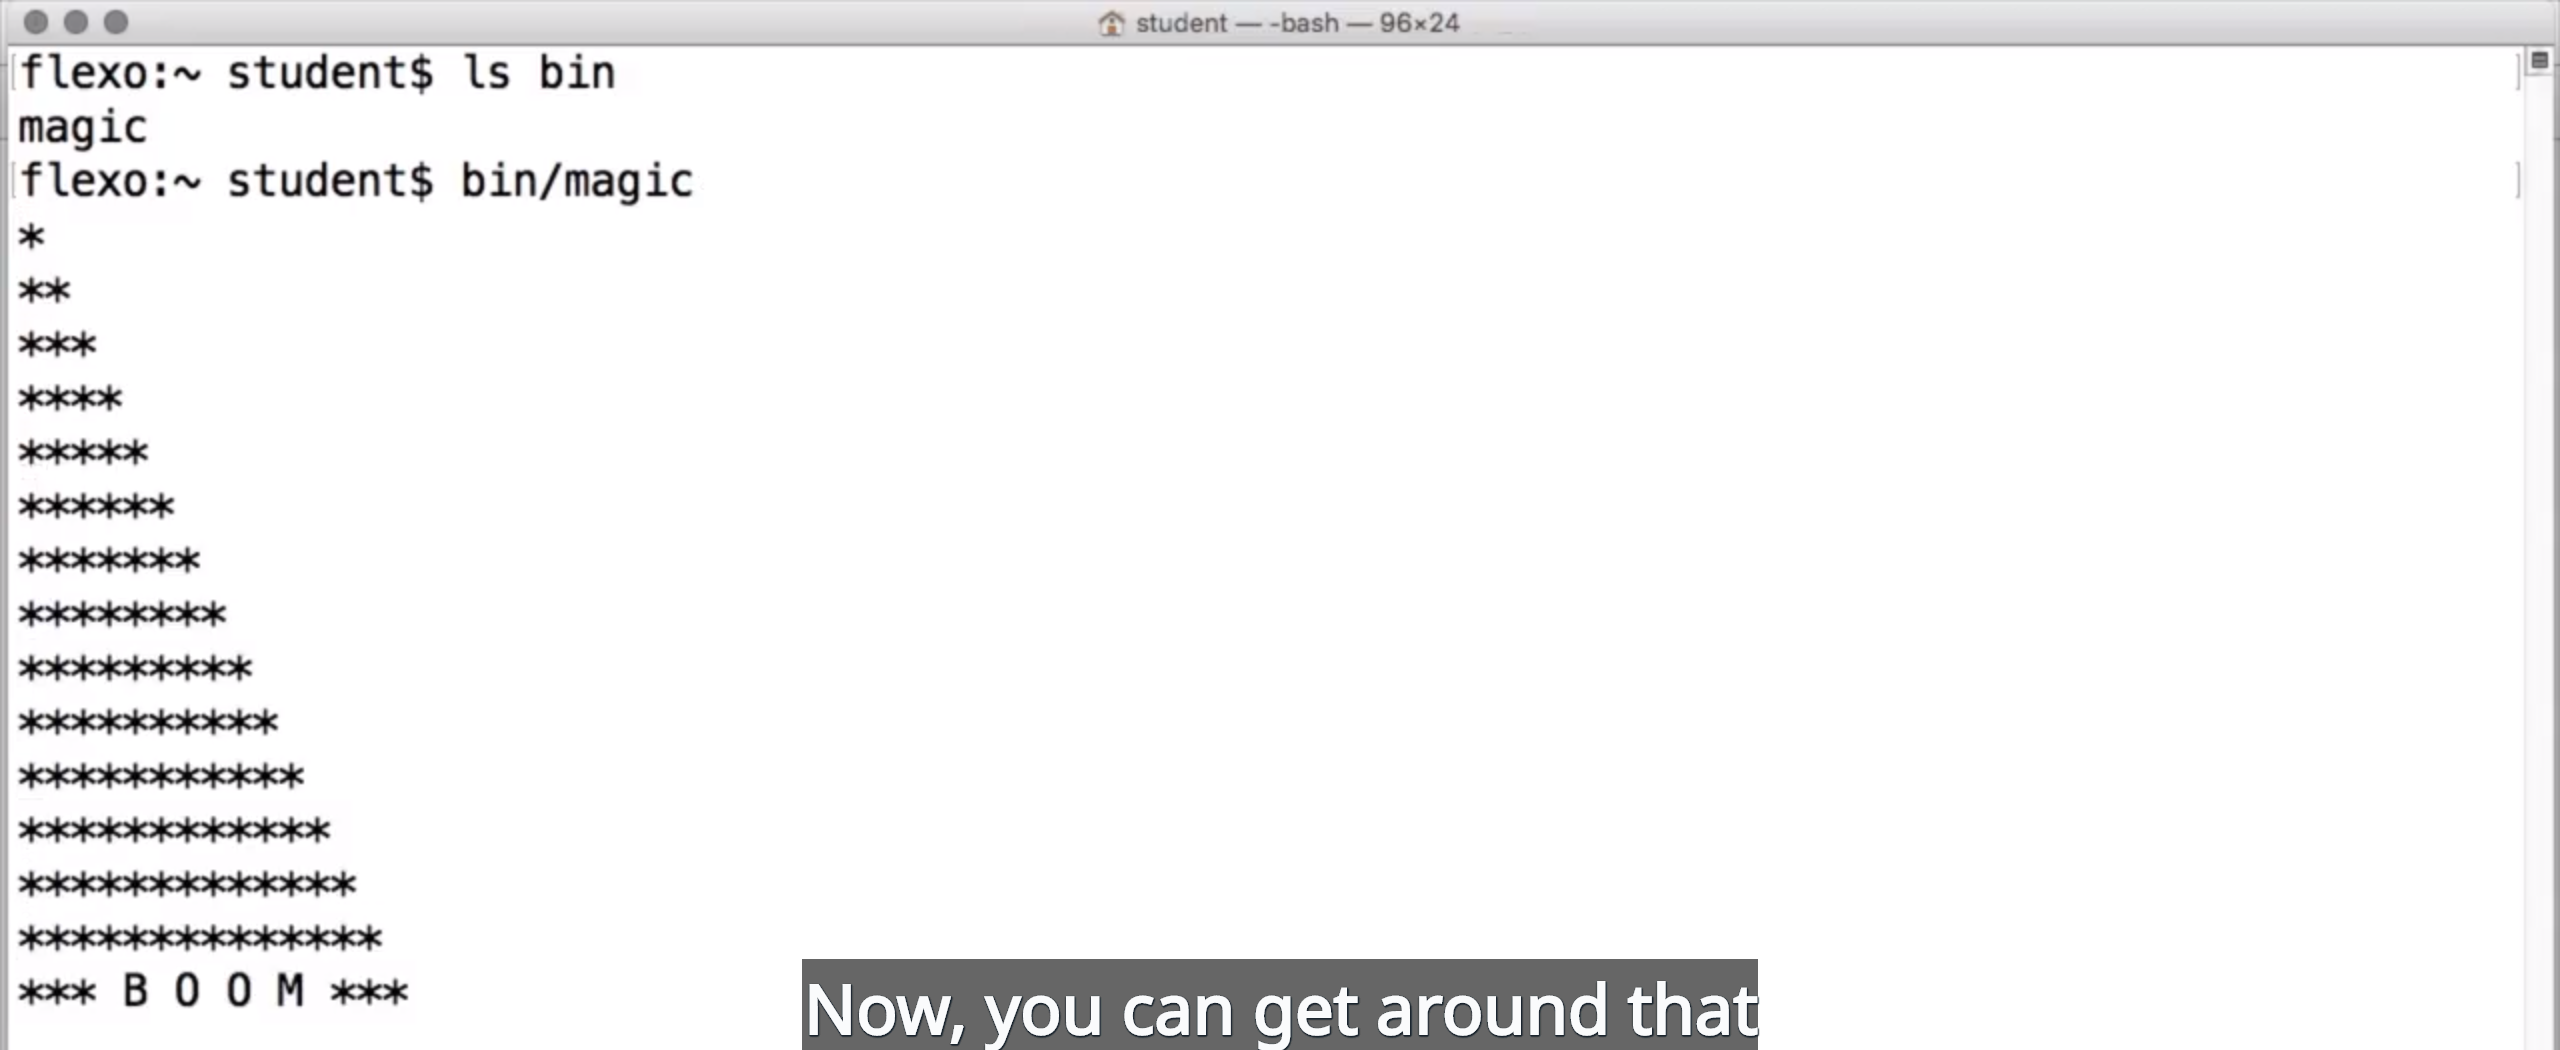 student — -bash — 96×24
flexo:~ student$ ls bin
magic
flexo:~ student$ bin/magic
*
**
***
****
*****
******
*******
********
*********
**********
***********
************
*************
**************
*** B O O M ***
Now, you can get around that